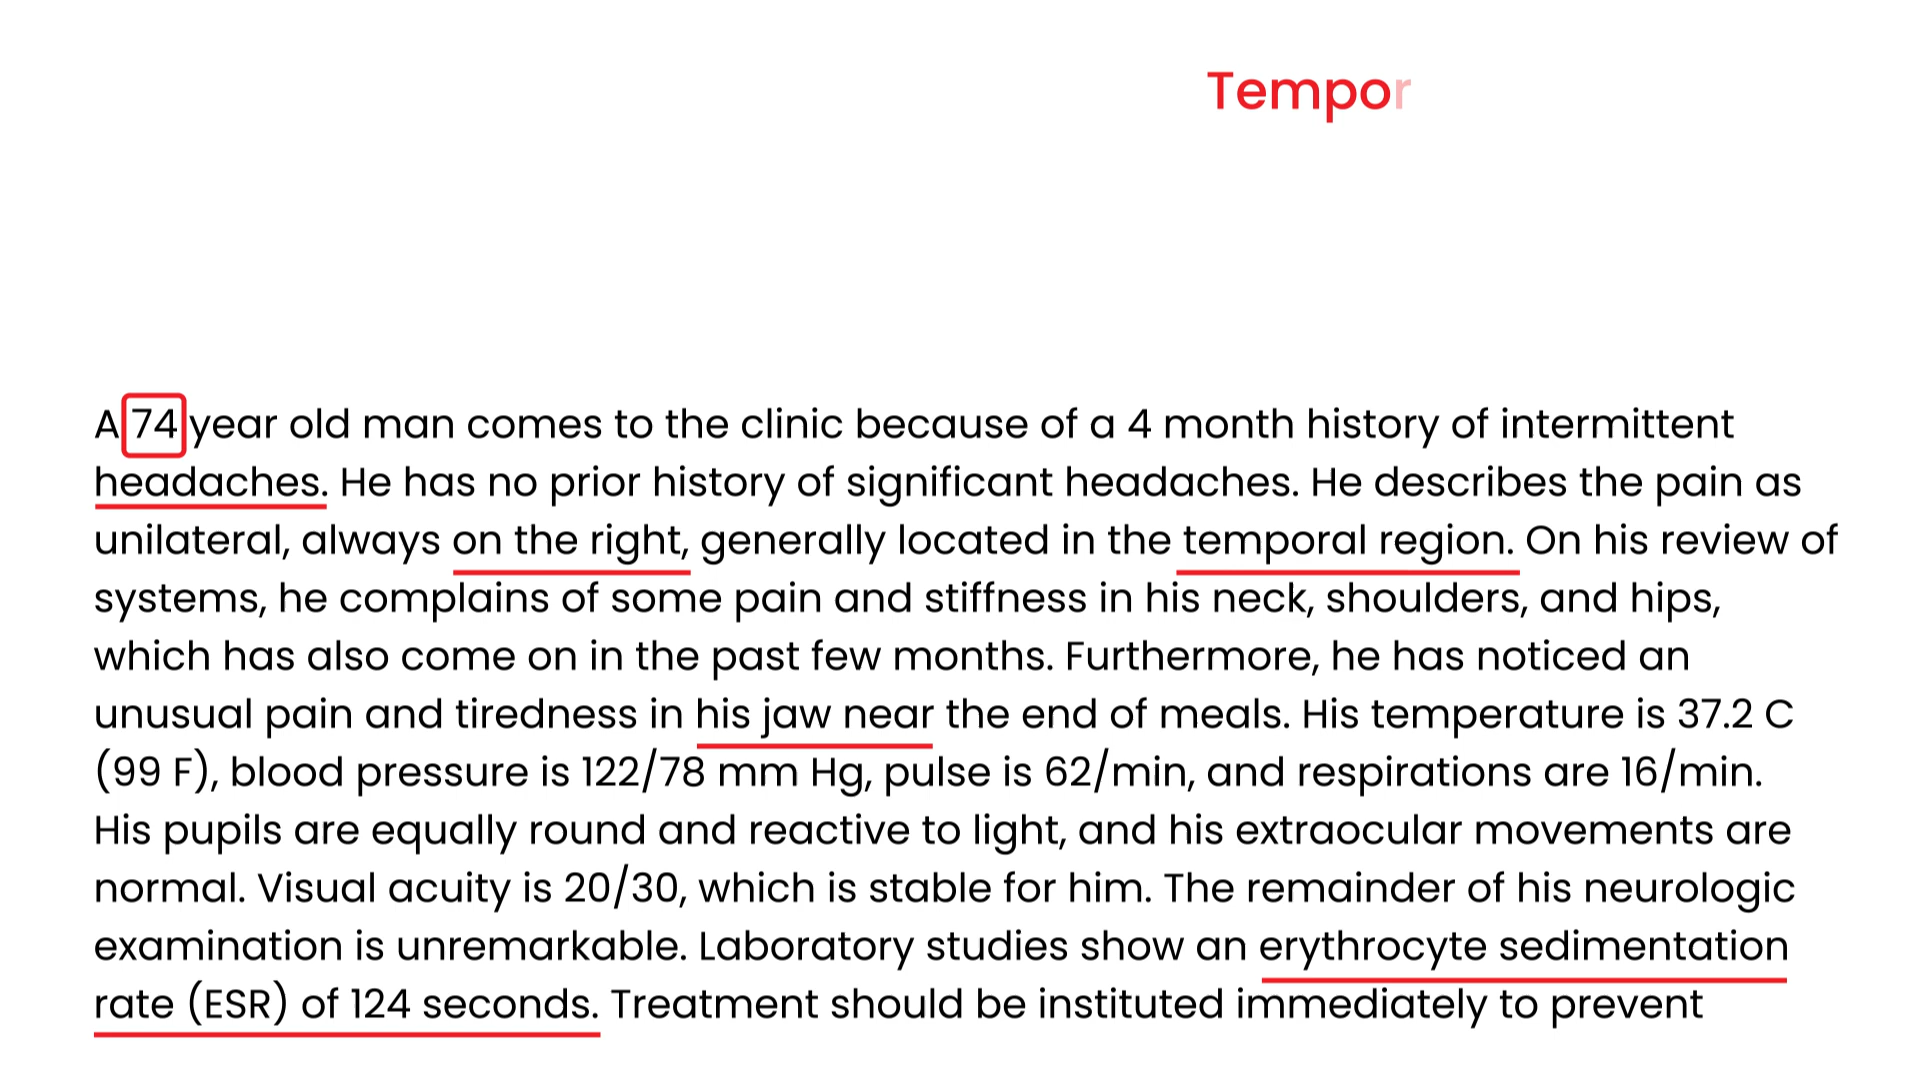 Tempor
A 74 year old man comes to the clinic because of a 4 month history of intermittent
headaches. He has no prior history of significant headaches. He describes the pain as
unilateral, always on the right, generally located in the temporal region. On his review of
systems, he complains of some pain and stiffness in his neck, shoulders, and hips,
which has also come on in the past few months. Furthermore, he has noticed an
unusual pain and tiredness in his jaw near the end of meals. His temperature is 37.2 C
(99 F), blood pressure is 122/78 mm Hg, pulse is 62/min, and respirations are 16/min.
His pupils are equally round and reactive to light, and his extraocular movements are
normal. Visual acuity is 20/30, which is stable for him. The remainder of his neurologic
examination is unremarkable. Laboratory studies show an erythrocyte sedimentation
rate (ESR) of 124 seconds. Treatment should be instituted immediately to prevent